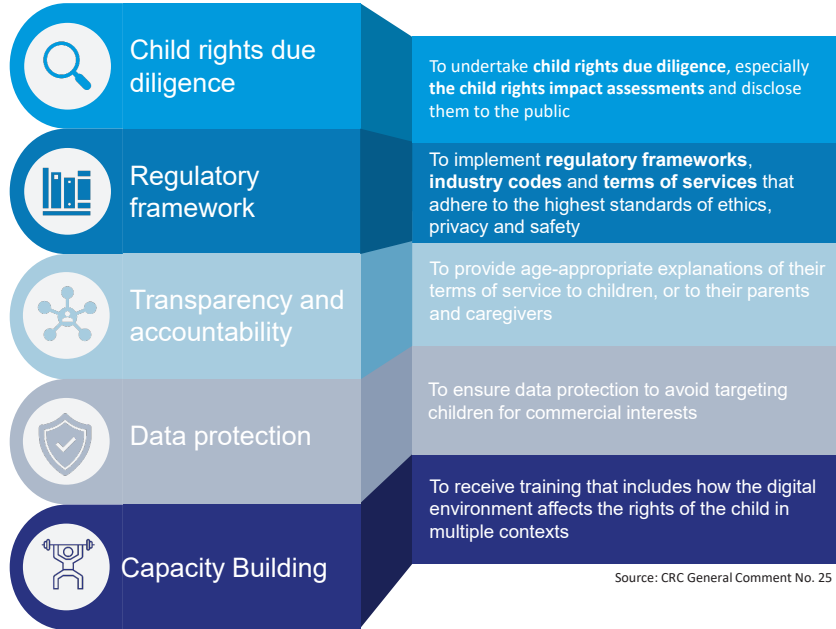 Child rights due
diligence
To undertake child rights due diligence, especially
the child rights impact assessments and disclose
them to the public
Regulatory
framework
To implement regulatory frameworks,
industry codes and terms of services that
adhere to the highest standards of ethics,
privacy and safety
Transparency and
accountability
To provide age-appropriate explanations of their
terms of service to children, or to their parents
and caregivers
Data protection
To ensure data protection to avoid targeting
children for commercial interests
Capacity Building
To receive training that includes how the digital
environment affects the rights of the child in
multiple contexts
Source: CRC General Comment No. 25